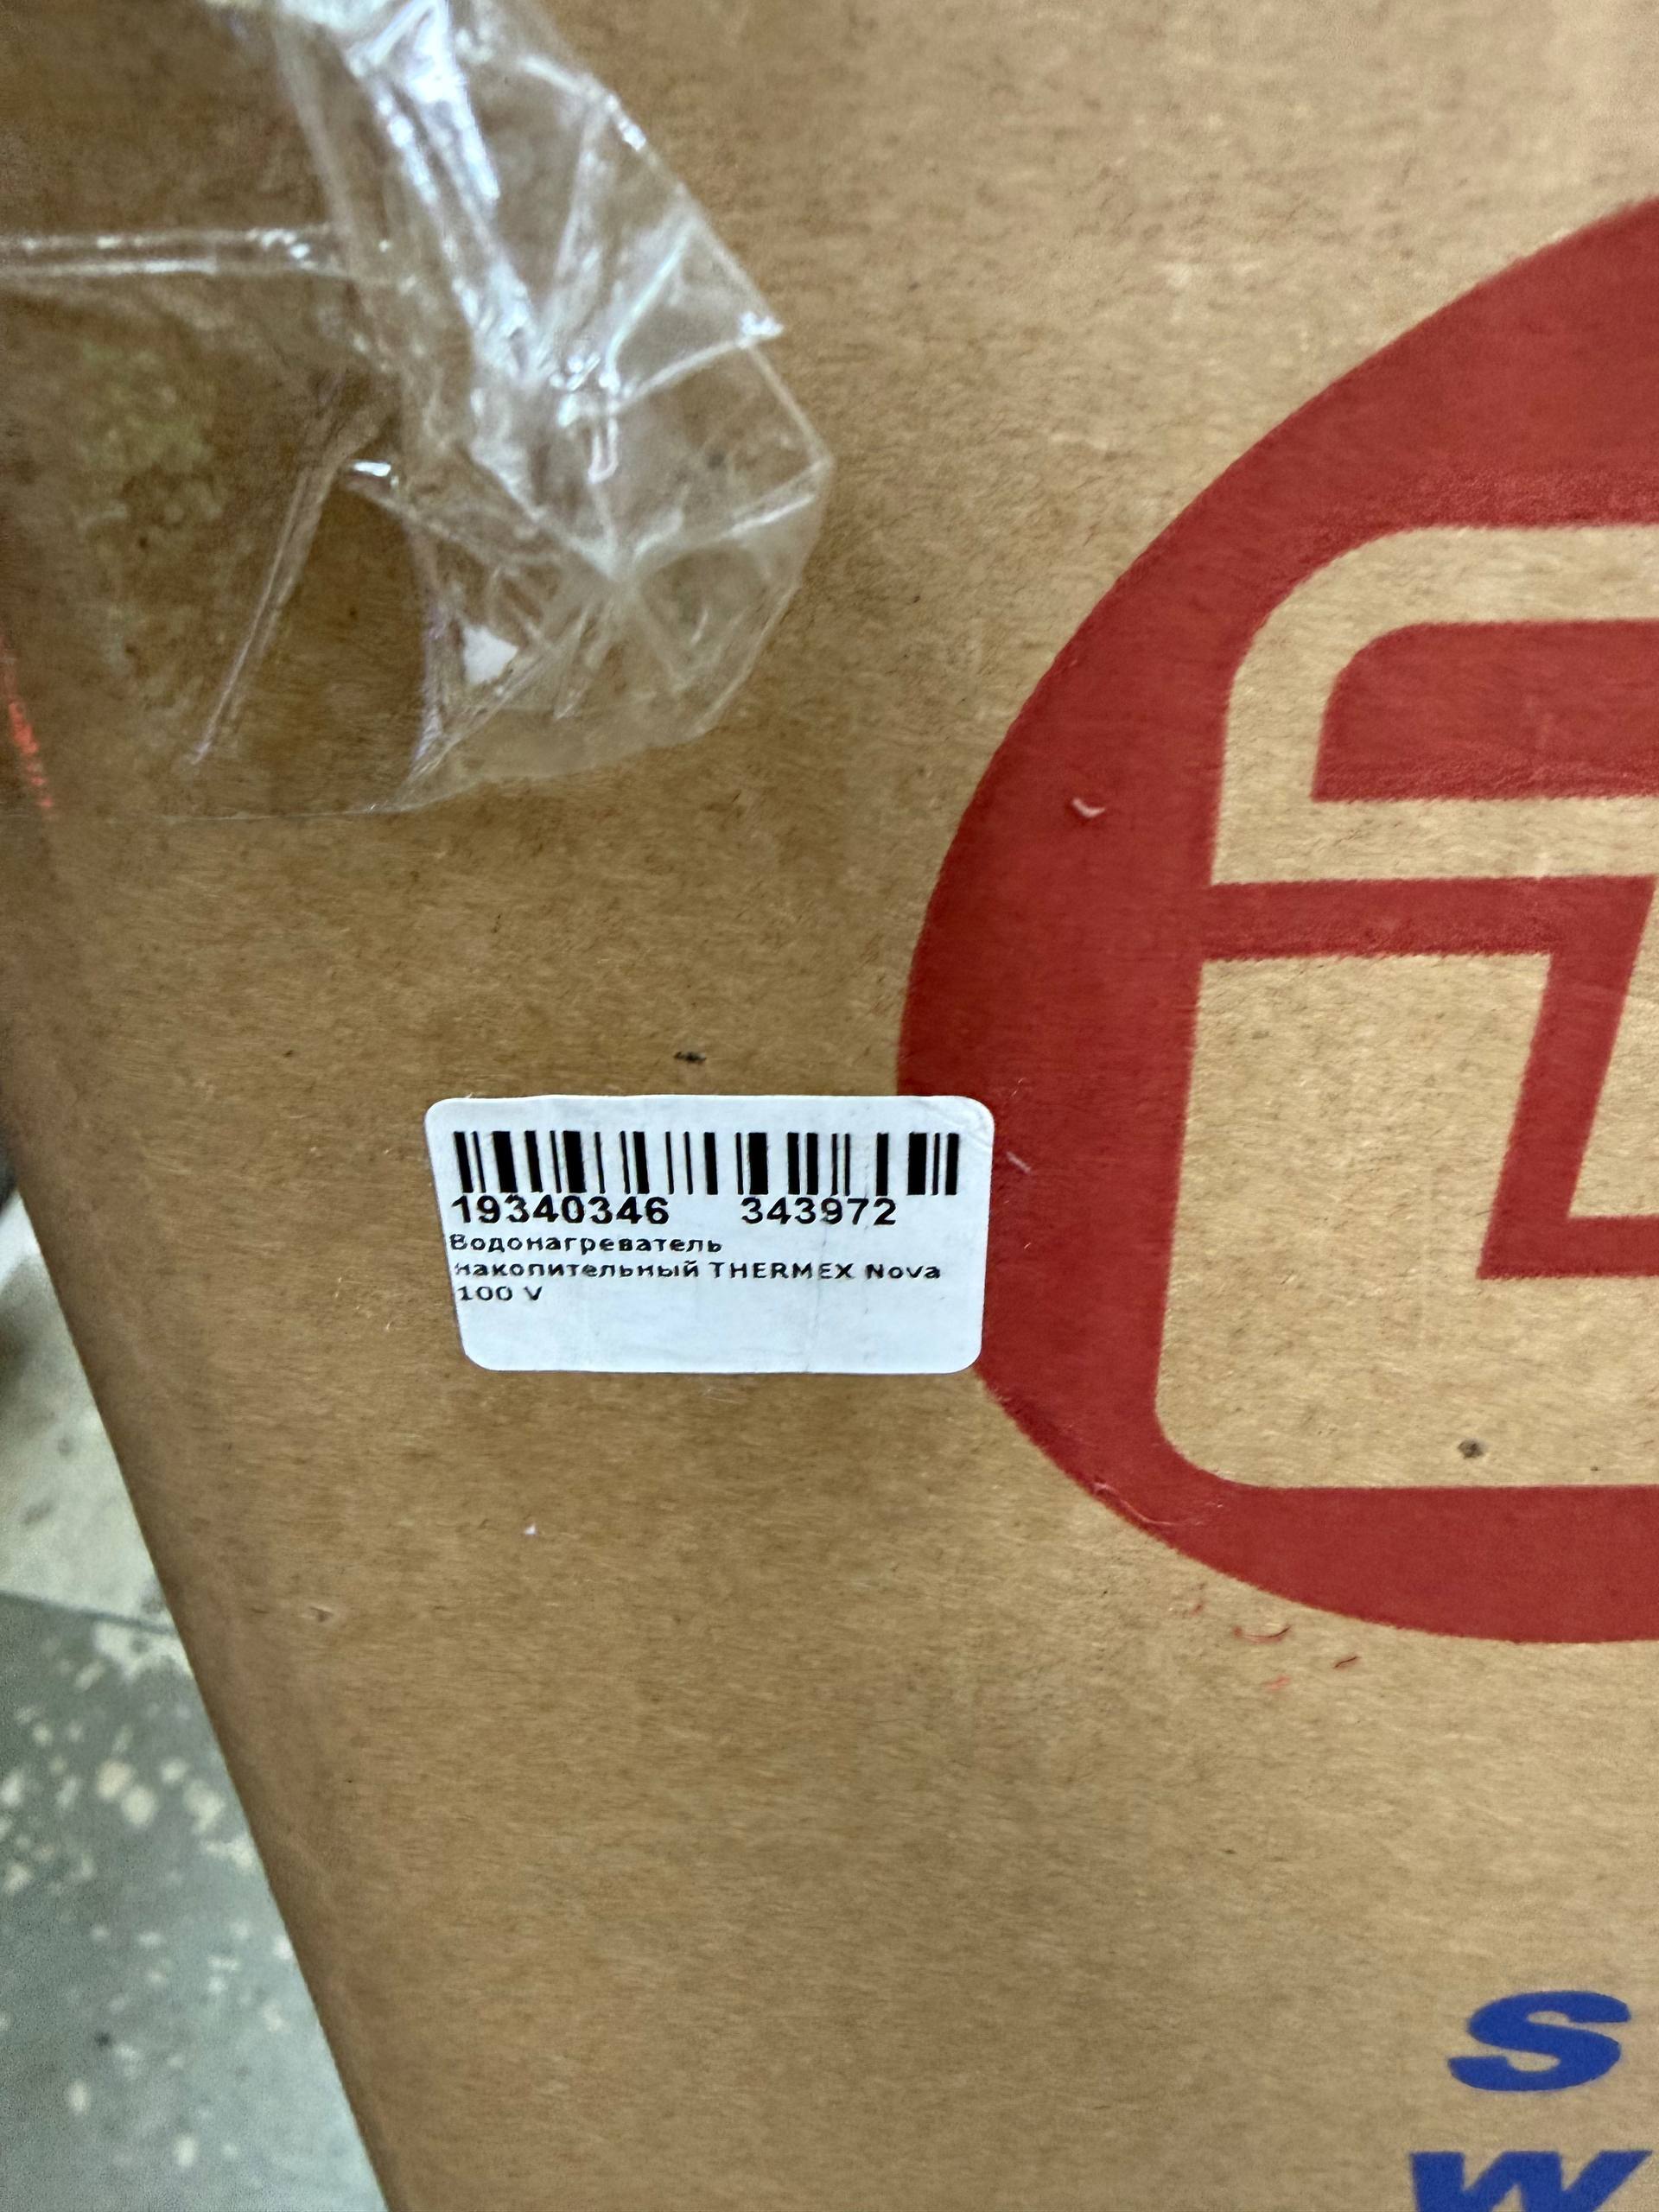 19340346 343972
Водонагреватель
накопительный THERMEX Nova
100 V
S
W